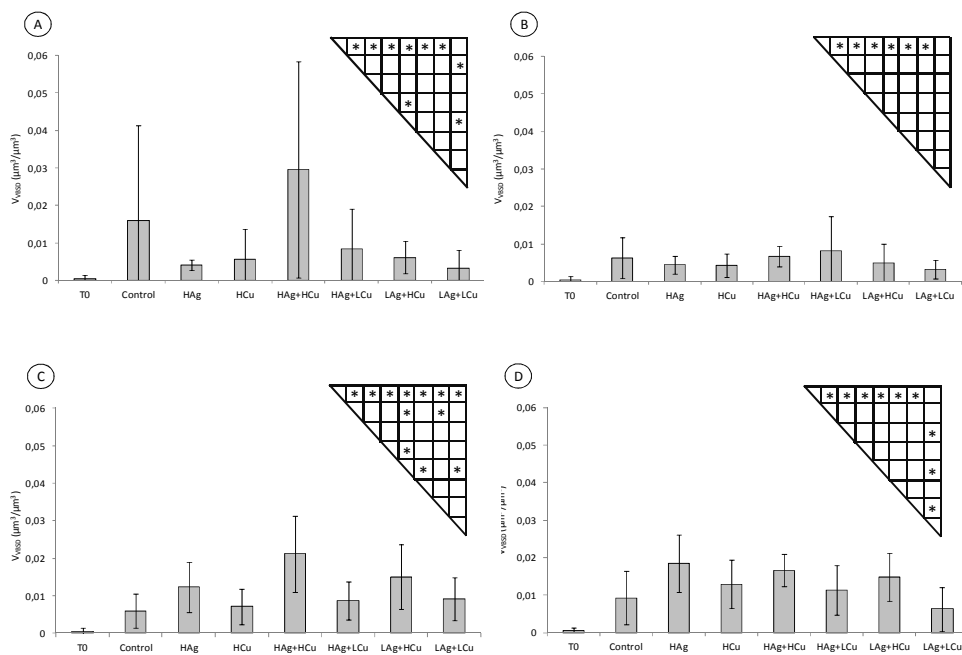 A
0,06
0,05
0,04
0,03
0,02
0,01
0
V_VBSD (µm³/µm³)
* * * * * *
*
*
*
T0 Control HAg HCu HAg+HCu HAg+LCu LAg+HCu LAg+LCu
B
0,06
0,05
0,04
0,03
0,02
0,01
0
V_VBSD (µm³/µm³)
* * * * * *
T0 Control HAg HCu HAg+HCu HAg+LCu LAg+HCu LAg+LCu
C
0,06
0,05
0,04
0,03
0,02
0,01
0
V_VBSD (µm³/µm³)
* * * * * * *
* *
*
* *
T0 Control HAg HCu HAg+HCu HAg+LCu LAg+HCu LAg+LCu
D
0,06
0,05
0,04
0,03
0,02
0,01
0
* * * * * *
*
*
*
T0 Control HAg HCu HAg+HCu HAg+LCu LAg+HCu LAg+LCu